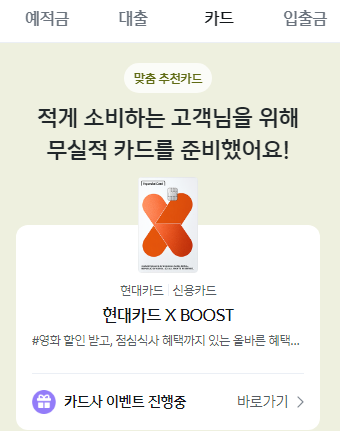 예적금 대출 카드 입출금
맞춤 추천카드
적게 소비하는 고객님을 위해
무실적 카드를 준비했어요!
현대카드 | 신용카드
현대카드 X BOOST
#영화 할인 받고, 점심식사 혜택까지 있는 올바른 혜택...
카드사 이벤트 진행중 바로가기 >